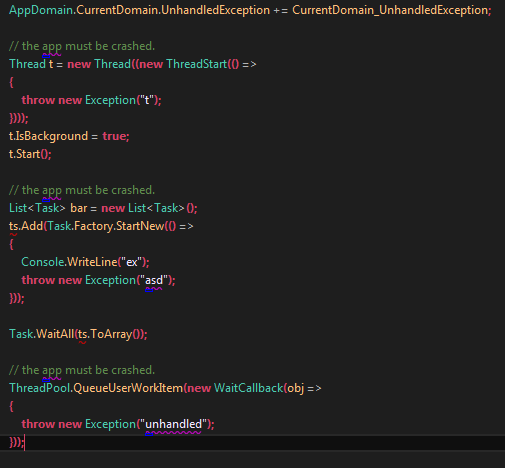 AppDomain.CurrentDomain.UnhandledException += CurrentDomain_UnhandledException;
// the app must be crashed.
Thread t = new Thread((new ThreadStart(() =>
{
throw new Exception("t");
})));
t.IsBackground = true;
t.Start();
// the app must be crashed.
List<Task> bar = new List<Task>();
ts.Add(Task.Factory.StartNew(() =>
{
Console.WriteLine("ex");
throw new Exception("asd");
}));
Task.WaitAll(ts.ToArray());
// the app must be crashed.
ThreadPool.QueueUserWorkItem(new WaitCallback(obj =>
{
throw new Exception("unhandled");
}));